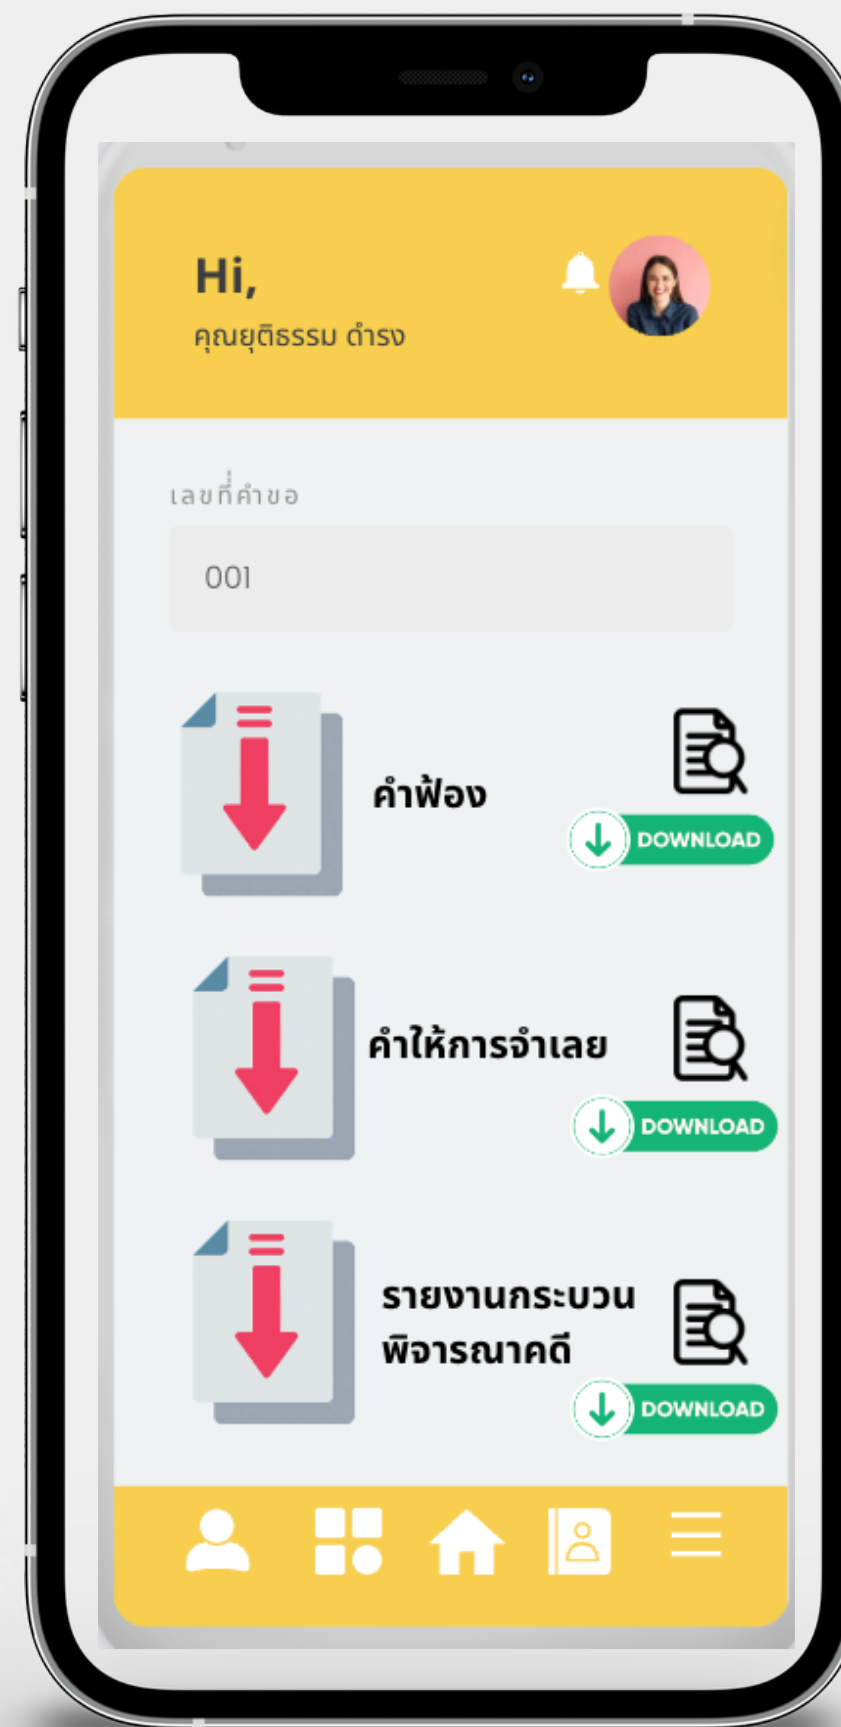 Hi,
คุณยุติธรรม ดำรง
เลขที่่คำขอ
001
คำฟ้อง
DOWNLOAD
คำให้การจำเลย
DOWNLOAD
รายงานกระบวน
พิจารณาคดี
DOWNLOAD